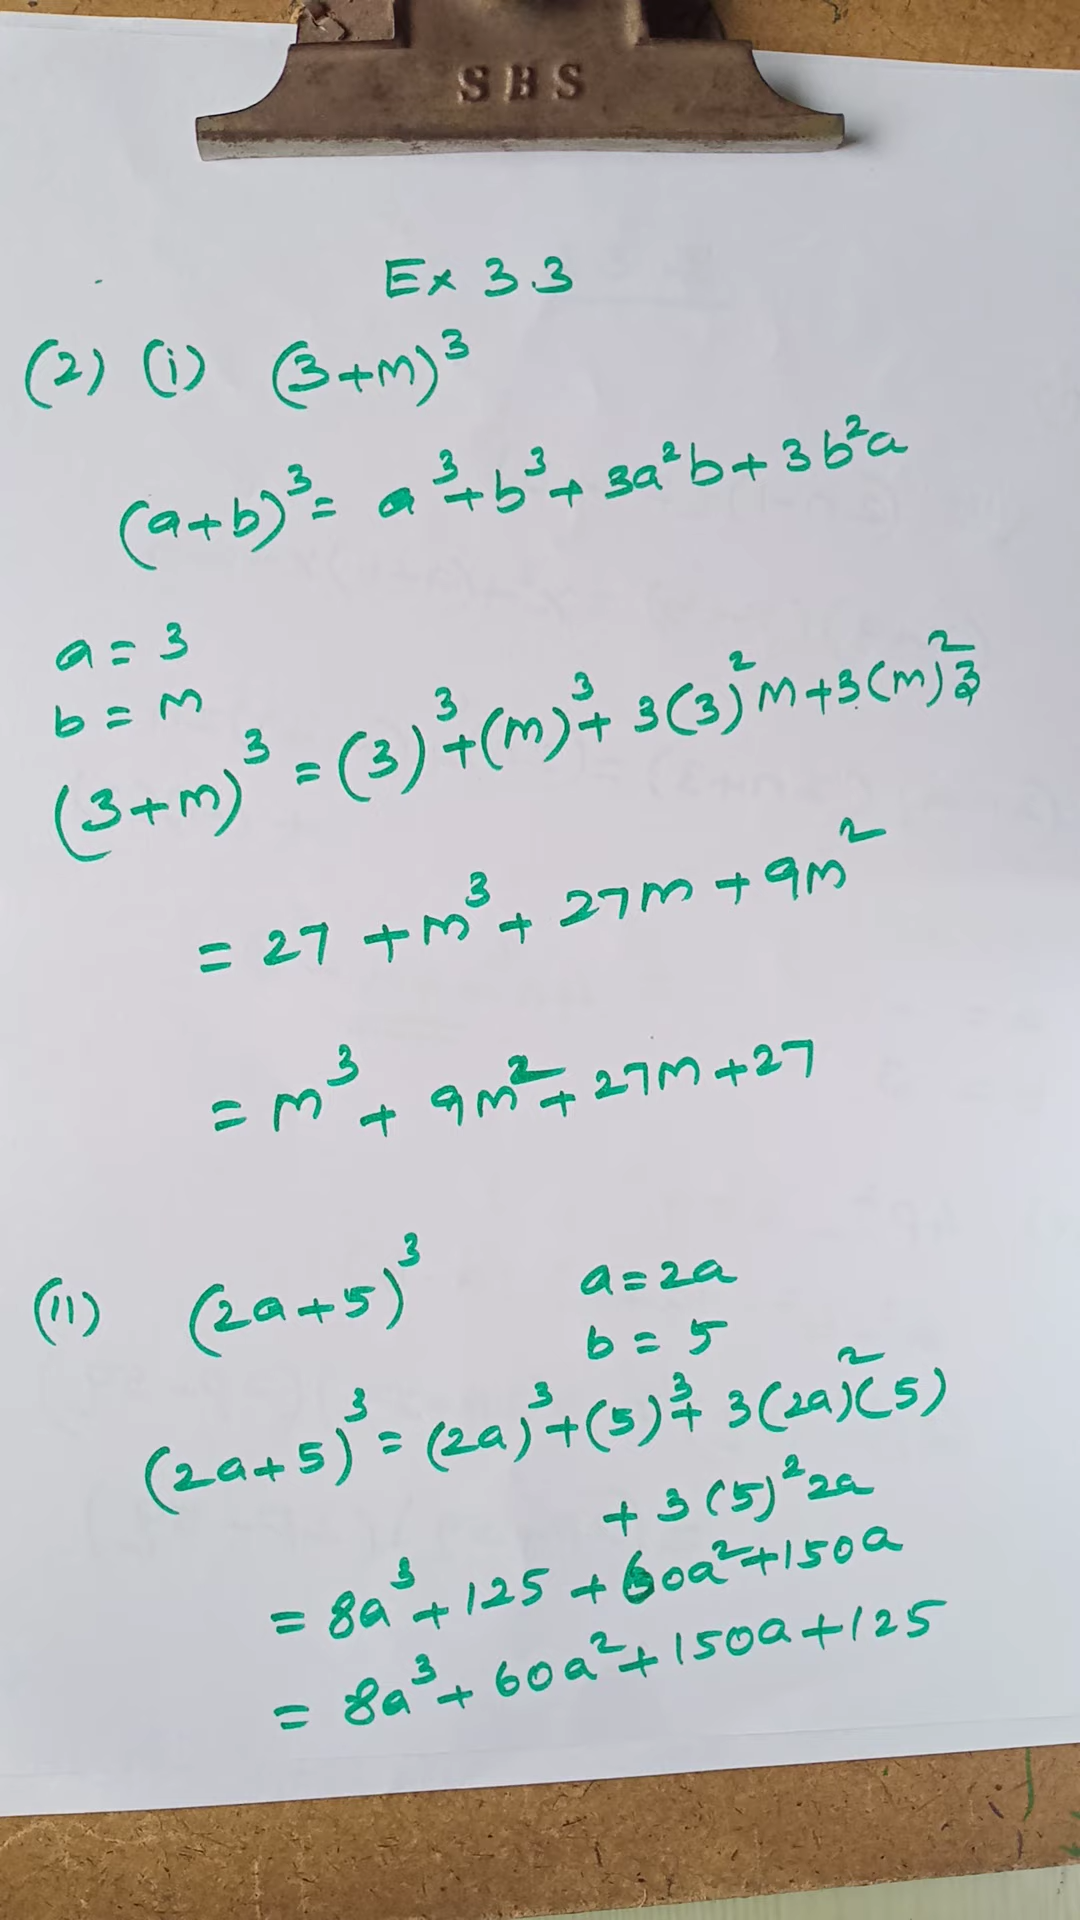 SBS
Ex 3.3
(2) (i) (3+m)³
(a+b)³ = a³+b³+ 3a²b+3b²a
a = 3
b = m
(3+m)³ = (3)³+(m)³+ 3(3)²m+3(m)²3
= 27 +m³+ 27m + 9m²
= m³ + 9m²+27m+27
(ii) (2a+5)³ a=2a
b = 5
(2a+5)³ = (2a)³+(5)³+ 3(2a)²(5)
+ 3(5)²2a
= 8a³+125 +60a²+150a
= 8a³+60a²+150a+125